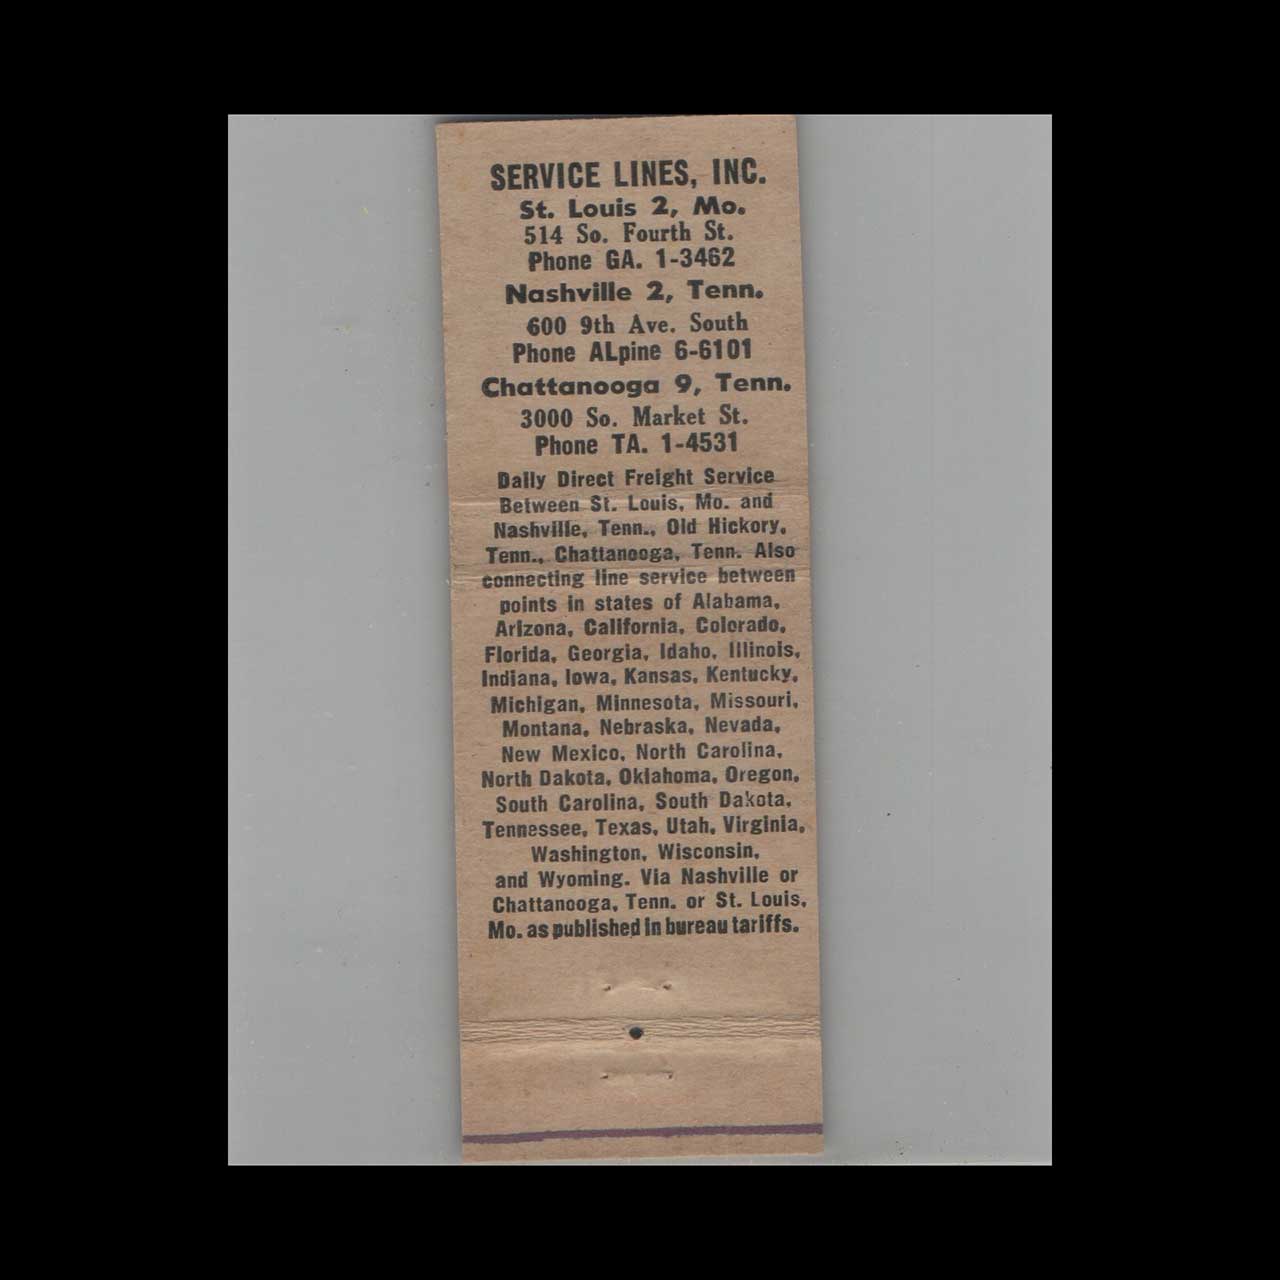 SERVICE LINES, INC.
St. Louis 2, Mo.
514 So. Fourth St.
Phone GA. 1-3462
Nashville 2, Tenn.
600 9th Ave. South
Phone ALpine 6-6101
Chattanooga 9, Tenn.
3000 So. Market St.
Phone TA. 1-4531
Daily Direct Freight Service
Between St. Louis, Mo. and
Nashville, Tenn., Old Hickory,
Tenn., Chattanooga, Tenn. Also
connecting line service between
points in states of Alabama,
Arizona, California, Colorado,
Florida, Georgia, Idaho, Illinois,
Indiana, Iowa, Kansas, Kentucky,
Michigan, Minnesota, Missouri,
Montana, Nebraska, Nevada,
New Mexico, North Carolina,
North Dakota, Oklahoma, Oregon,
South Carolina, South Dakota,
Tennessee, Texas, Utah, Virginia,
Washington, Wisconsin,
and Wyoming. Via Nashville or
Chattanooga, Tenn. or St. Louis,
Mo. as published in bureau tariffs.